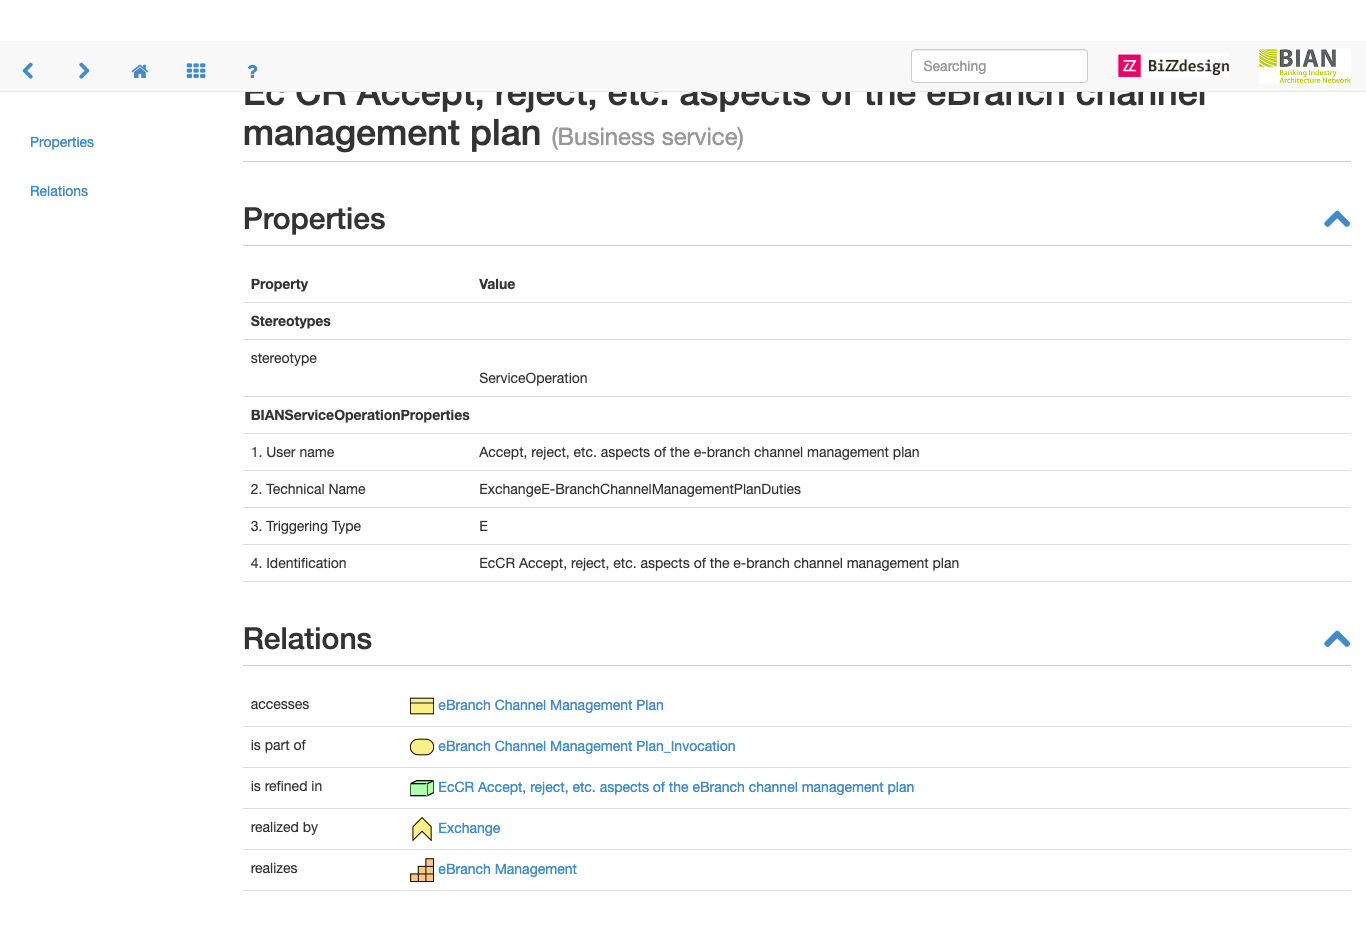 ?
Searching
BiZZdesign
BIAN
Banking Industry
Architecture Network
Properties
Relations
Ec CR Accept, reject, etc. aspects of the eBranch channel
management plan (Business service)
Properties
Property Value
Stereotypes
stereotype
ServiceOperation
BIANServiceOperationProperties
1. User name Accept, reject, etc. aspects of the e-branch channel management plan
2. Technical Name ExchangeE-BranchChannelManagementPlanDuties
3. Triggering Type E
4. Identification EcCR Accept, reject, etc. aspects of the e-branch channel management plan
Relations
accesses eBranch Channel Management Plan
is part of eBranch Channel Management Plan_Invocation
is refined in EcCR Accept, reject, etc. aspects of the eBranch channel management plan
realized by Exchange
realizes eBranch Management